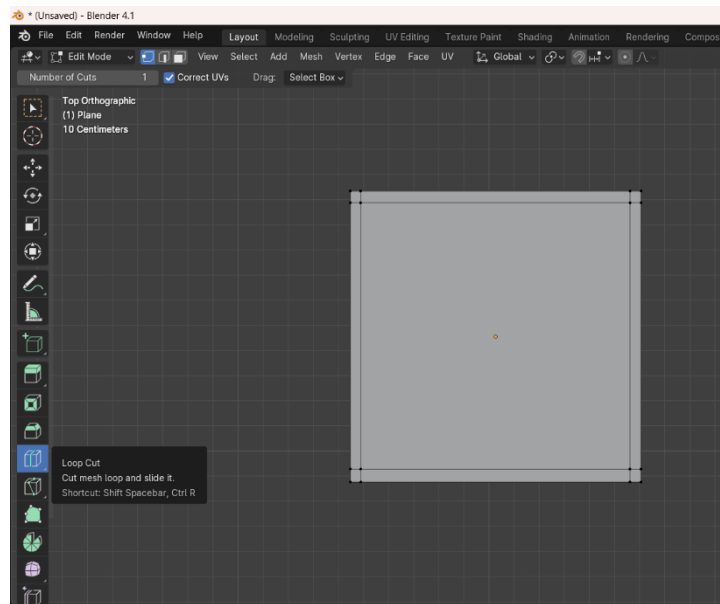 * (Unsaved) - Blender 4.1
File Edit Render Window Help Layout Modeling Sculpting UV Editing Texture Paint Shading Animation Rendering Compos
Edit Mode View Select Add Mesh Vertex Edge Face UV Global
Number of Cuts 1 Correct UVs Drag: Select Box
Top Orthographic
(1) Plane
10 Centimeters
Loop Cut
Cut mesh loop and slide it.
Shortcut: Shift Spacebar, Ctrl R